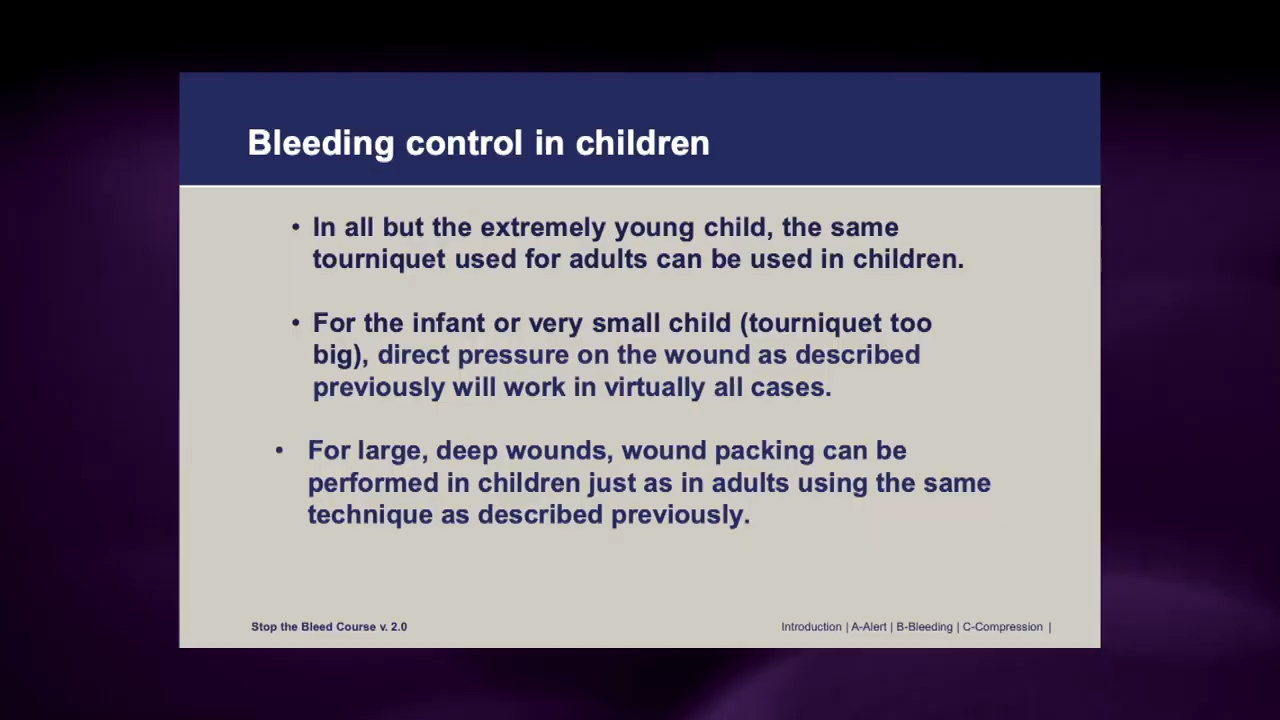 Bleeding control in children
• In all but the extremely young child, the same
tourniquet used for adults can be used in children.
• For the infant or very small child (tourniquet too
big), direct pressure on the wound as described
previously will work in virtually all cases.
• For large, deep wounds, wound packing can be
performed in children just as in adults using the same
technique as described previously.
Stop the Bleed Course v. 2.0
Introduction | A-Alert | B-Bleeding | C-Compression |